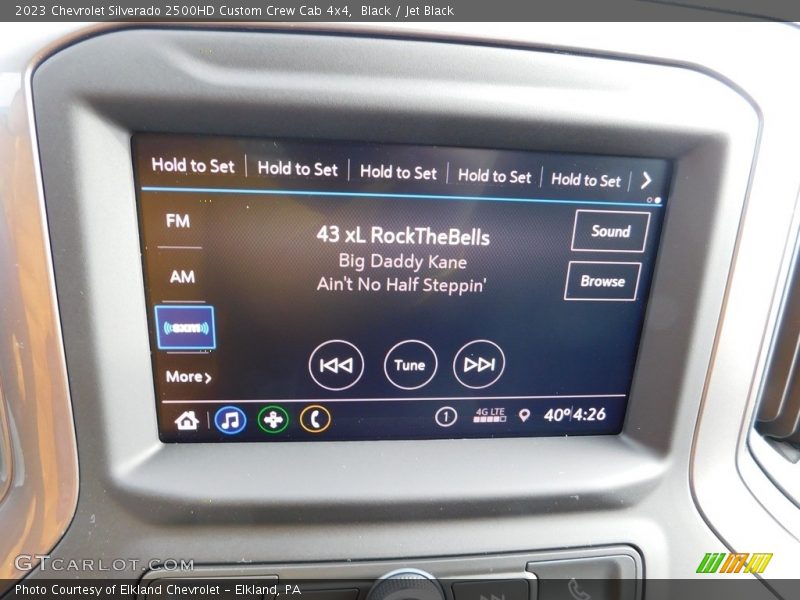 2023 Chevrolet Silverado 2500HD Custom Crew Cab 4x4, Black / Jet Black
Hold to Set Hold to Set Hold to Set Hold to Set Hold to Set
FM
43 xL RockTheBells
Sound
Big Daddy Kane
AM
Ain't No Half Steppin'
Browse
((sxm))
Tune
More
1 4G LTE 40° 4:26
GTCARLOT.COM
Photo Courtesy of Elkland Chevrolet - Elkland, PA